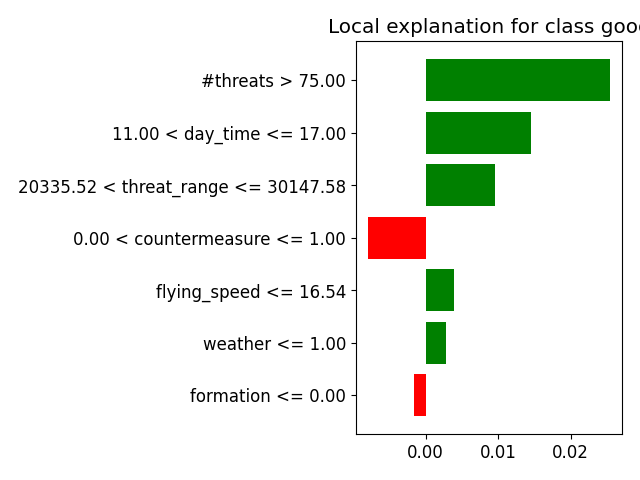 Local explanation for class good
#threats > 75.00
11.00 < day_time <= 17.00
20335.52 < threat_range <= 30147.58
0.00 < countermeasure <= 1.00
flying_speed <= 16.54
weather <= 1.00
formation <= 0.00
0.00 0.01 0.02